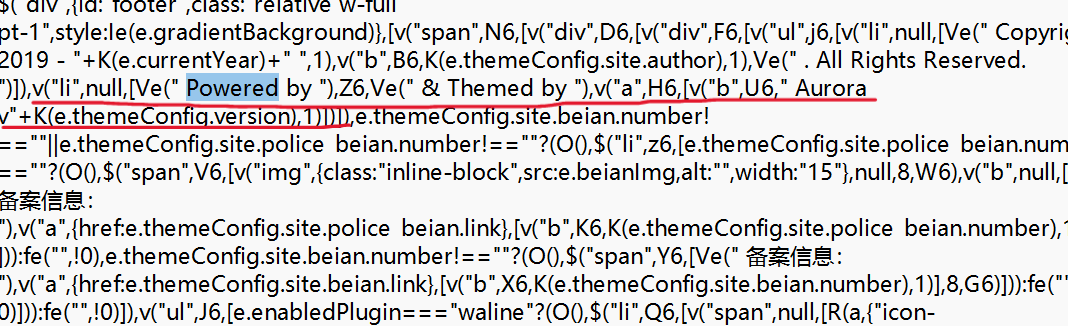 $("div",{id:"footer",class:"relative w-full
pt-1",style:Ie(e.gradientBackground)},[v("span",N6,[v("div",D6,[v("div",F6,[v("ul",j6,[v("li",null,[Ve(" Copyrig
2019 - "+K(e.currentYear)+" ",1),v("b",B6,K(e.themeConfig.site.author),1),Ve(" . All Rights Reserved.
")]),v("li",null,[Ve(" Powered by "),Z6,Ve(" & Themed by "),v("a",H6,[v("b",U6," Aurora
v"+K(e.themeConfig.version),1)])]),e.themeConfig.site.beian.number!
==""||e.themeConfig.site.police_beian.number!==""?(O(),$("li",z6,[e.themeConfig.site.police_beian.num
==""?(O(),$("span",V6,[v("img",{class:"inline-block",src:e.beianImg,alt:"",width:"15"},null,8,W6),v("b",null,[
备案信息：
"),v("a",{href:e.themeConfig.site.police_beian.link},[v("b",K6,K(e.themeConfig.site.police_beian.number),1
])):fe("",!0),e.themeConfig.site.beian.number!==""?(O(),$("span",Y6,[Ve(" 备案信息：
"),v("a",{href:e.themeConfig.site.beian.link},[v("b",X6,K(e.themeConfig.site.beian.number),1)],8,G6)])):fe(""
0)])):fe("",!0)]),v("ul",J6,[e.enabledPlugin==="waline"?(O(),$("li",Q6,[v("span",null,[R(a,{"icon-